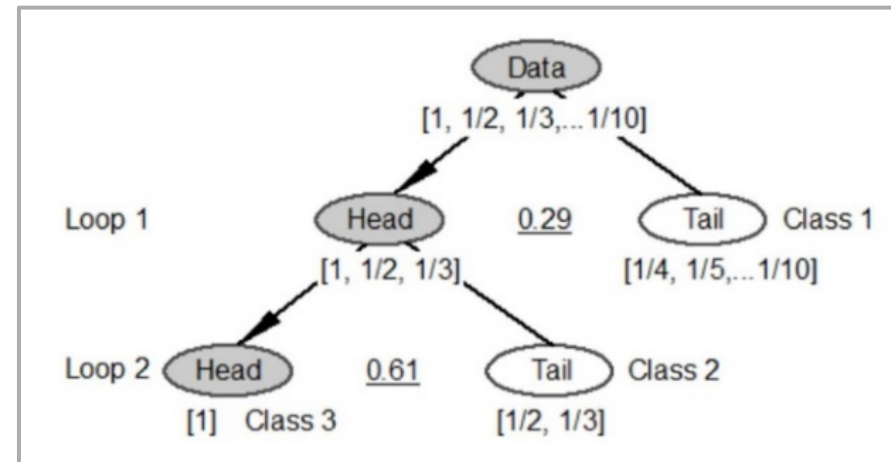 Data
[1, 1/2, 1/3,...1/10]
Loop 1 Head 0.29 Tail Class 1
[1, 1/2, 1/3] [1/4, 1/5,...1/10]
Loop 2 Head 0.61 Tail Class 2
[1] Class 3 [1/2, 1/3]